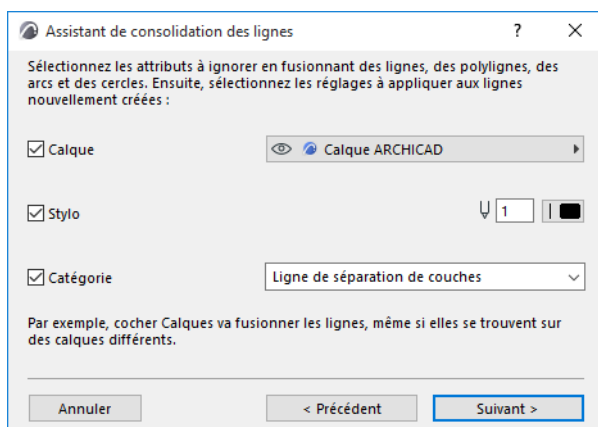 Assistant de consolidation des lignes ?
Sélectionnez les attributs à ignorer en fusionnant des lignes, des polylignes, des
arcs et des cercles. Ensuite, sélectionnez les réglages à appliquer aux lignes
nouvellement créées :
Calque Calque ARCHICAD
Stylo 1
Catégorie Ligne de séparation de couches
Par exemple, cocher Calques va fusionner les lignes, même si elles se trouvent sur
des calques différents.
Annuler < Précédent Suivant >